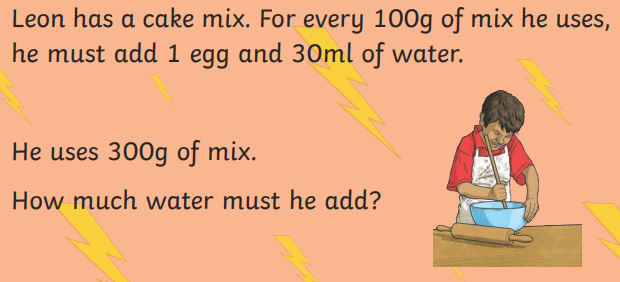 Leon has a cake mix. For every 100g of mix he uses,
he must add 1 egg and 30ml of water.
He uses 300g of mix.
How much water must he add?